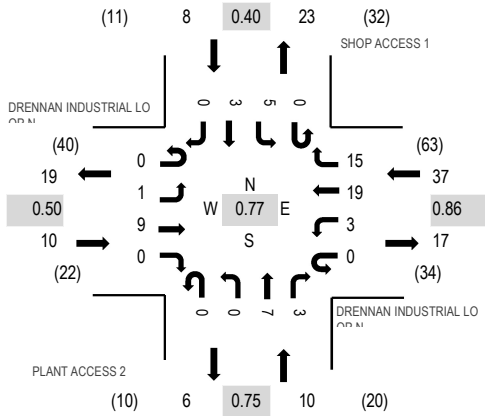 (11) 8 0.40 23 (32)
SHOP ACCESS 1
DRENNAN INDUSTRIAL LO
0 3 5 0
(40) 0 15 (63)
19 1 19 37
0.50 9 W N 0.77 S E 3 0.86
10 0 0 17
(22) (34)
0 0 7 3
DRENNAN INDUSTRIAL LO
PLANT ACCESS 2
(10) 6 0.75 10 (20)